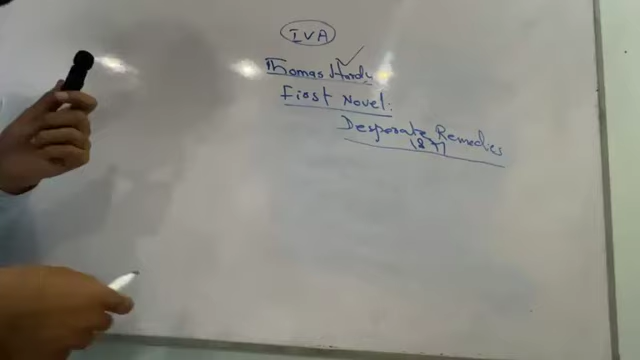 IVA
Thomas Hardy
First Novel:
Desperate Remedies
1871